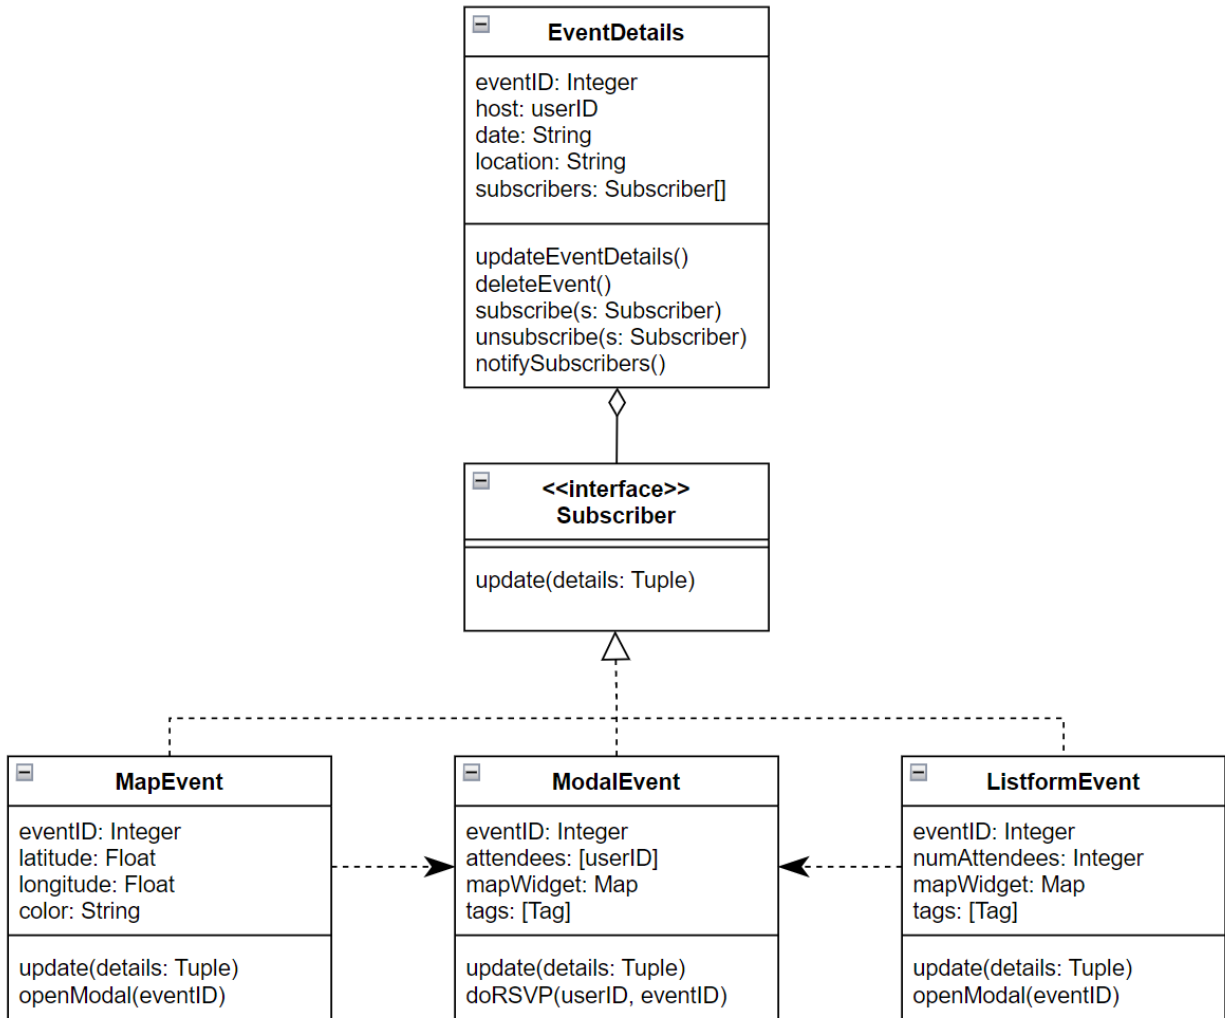 EventDetails
eventID: Integer
host: userID
date: String
location: String
subscribers: Subscriber[]
updateEventDetails()
deleteEvent()
subscribe(s: Subscriber)
unsubscribe(s: Subscriber)
notifySubscribers()
<<interface>>
Subscriber
update(details: Tuple)
MapEvent
eventID: Integer
latitude: Float
longitude: Float
color: String
update(details: Tuple)
openModal(eventID)
ModalEvent
eventID: Integer
attendees: [userID]
mapWidget: Map
tags: [Tag]
update(details: Tuple)
doRSVP(userID, eventID)
ListformEvent
eventID: Integer
numAttendees: Integer
mapWidget: Map
tags: [Tag]
update(details: Tuple)
openModal(eventID)